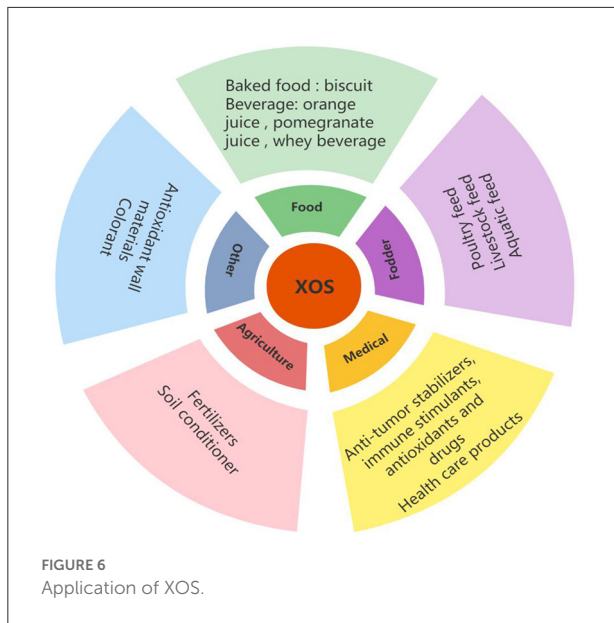 Baked food : biscuit
Beverage: orange
juice , pomegranate
juice , whey beverage
Food
Poultry feed
Livestock feed
Aquatic feed
Fodder
Antioxidant wall
materials
Colorant
Other
XOS
Agriculture
Medical
Fertilizers
Soil conditioner
Anti-tumor stabilizers,
immune stimulants,
antioxidants and
drugs
Health care products
FIGURE 6
Application of XOS.